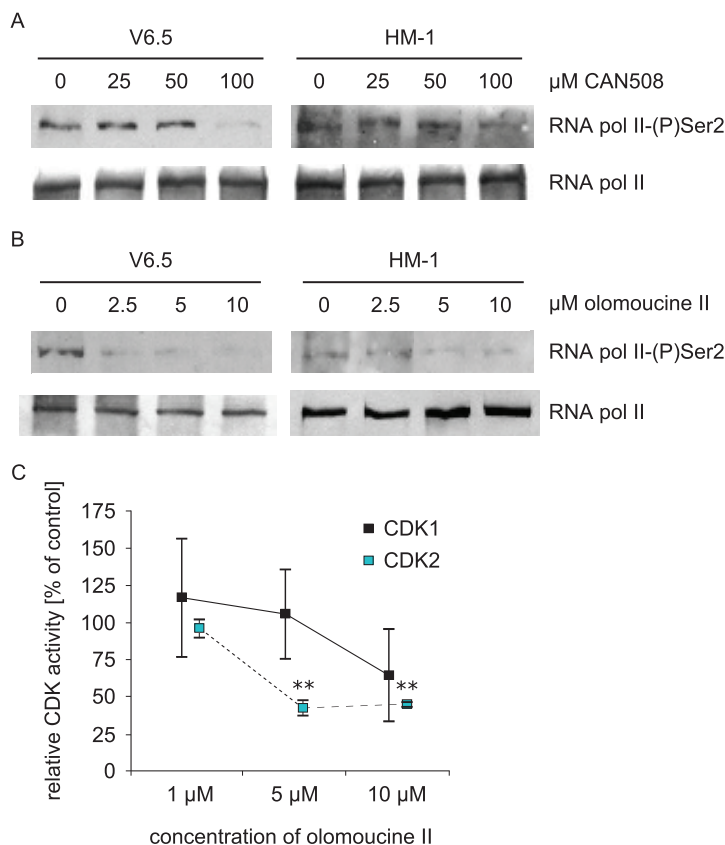 A
V6.5 HM-1
0 25 50 100 0 25 50 100 µM CAN508
RNA pol II-(P)Ser2
RNA pol II
B
V6.5 HM-1
0 2.5 5 10 0 2.5 5 10 µM olomoucine II
RNA pol II-(P)Ser2
RNA pol II
C
relative CDK activity [% of control]
175
150
125
100
75
50
25
0
CDK1
CDK2
** **
1 µM 5 µM 10 µM
concentration of olomoucine II